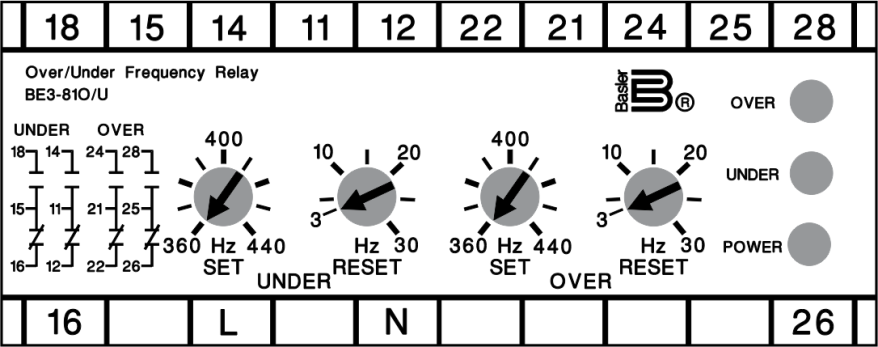 18 15 14 11 12 22 21 24 25 28
Over/Under Frequency Relay
BE3-81O/U
Basler B ®
OVER
UNDER OVER
18 14 24 28
15 11 21 25
16 12 22 26
400
360 Hz 440
SET
10 20
3
Hz 30
RESET
UNDER
400
360 Hz 440
SET
10 20
3
Hz 30
RESET
OVER
UNDER
POWER
16 L N 26